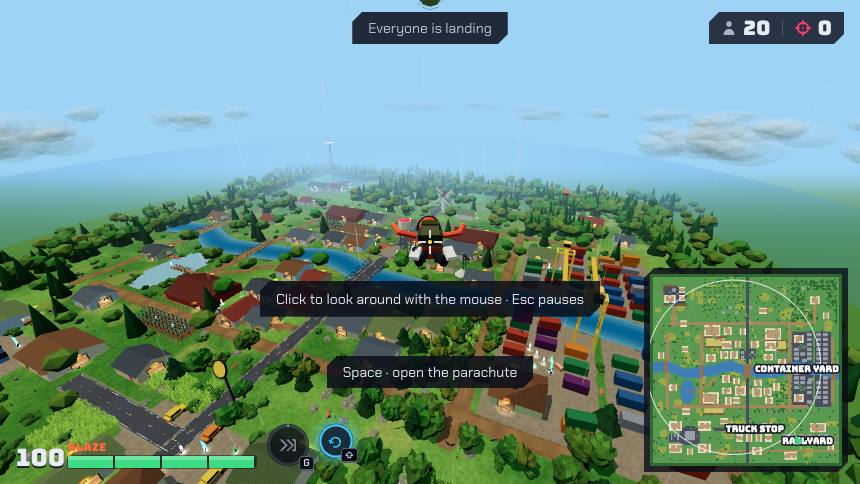 Everyone is landing
20
0
Click to look around with the mouse · Esc pauses
Space · open the parachute
CONTAINER YARD
TRUCK STOP
RAILYARD
BLAZE
100
G